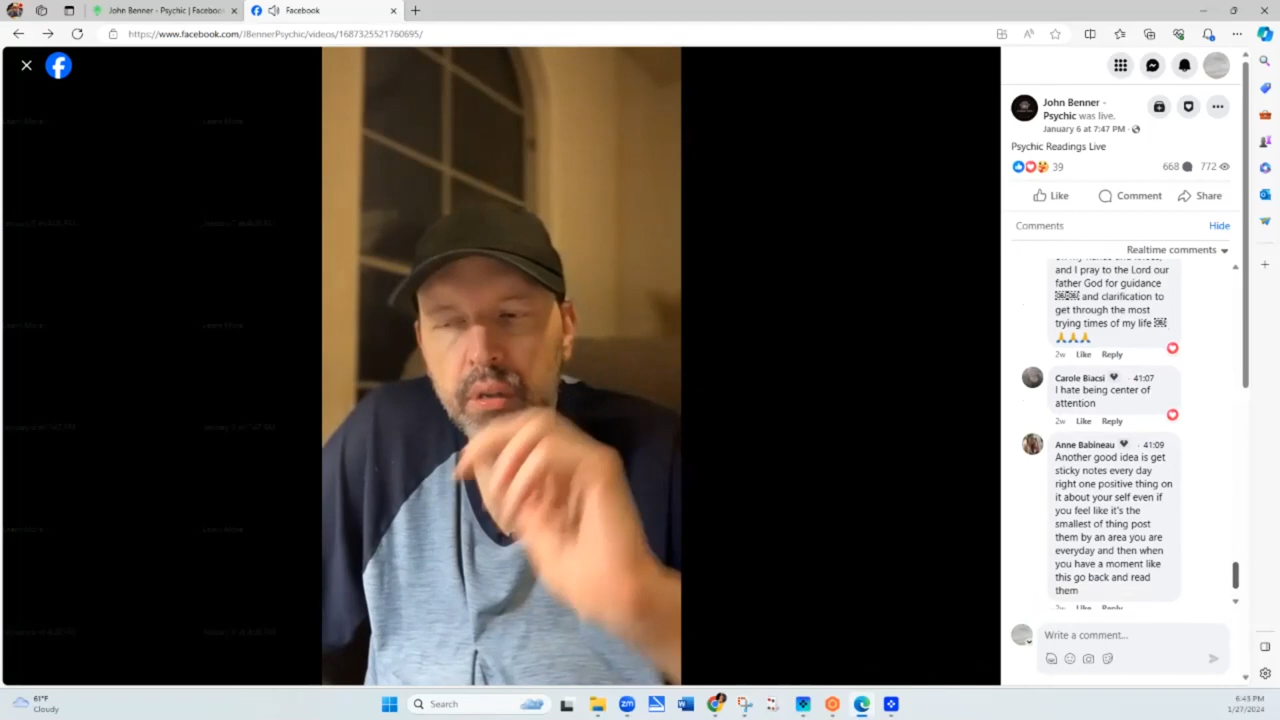 John Benner - Psychic | Facebook
Facebook
https://www.facebook.com/JBennerPsychic/videos/1687325521760695/
John Benner -
Psychic was live.
January 6 at 7:47 PM ·
Psychic Readings Live
39
668
772
Like
Comment
Share
Comments
Hide
Realtime comments
and I pray to the Lord our
father God for guidance
and clarification to
get through the most
trying times of my life
2w Like Reply
Carole Biacsi · 41:07
I hate being center of
attention
2w Like Reply
Anne Babineau · 41:09
Another good idea is get
sticky notes every day
right one positive thing on
it about your self even if
you feel like it's the
smallest of thing post
them by an area you are
everyday and then when
you have a moment like
this go back and read
them
2w Like Reply
Write a comment...
61°F
Cloudy
Search
6:43 PM
1/27/2024